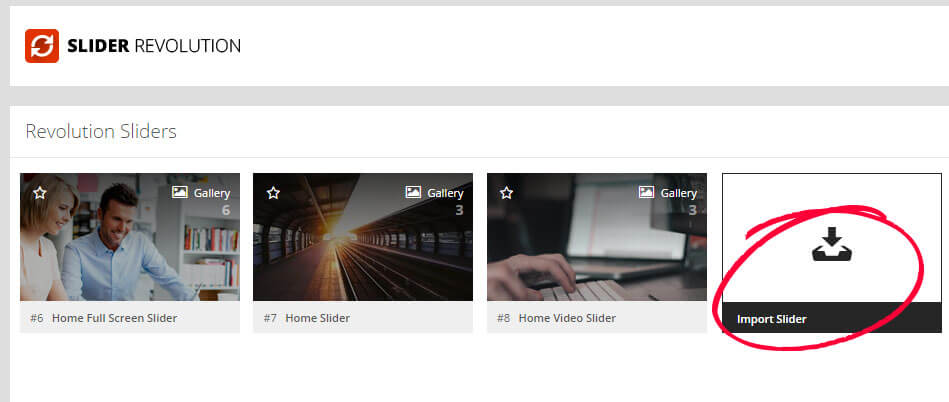 SLIDER REVOLUTION
Revolution Sliders
Gallery
6
Gallery
3
Gallery
3
#6 Home Full Screen Slider
#7 Home Slider
#8 Home Video Slider
Import Slider